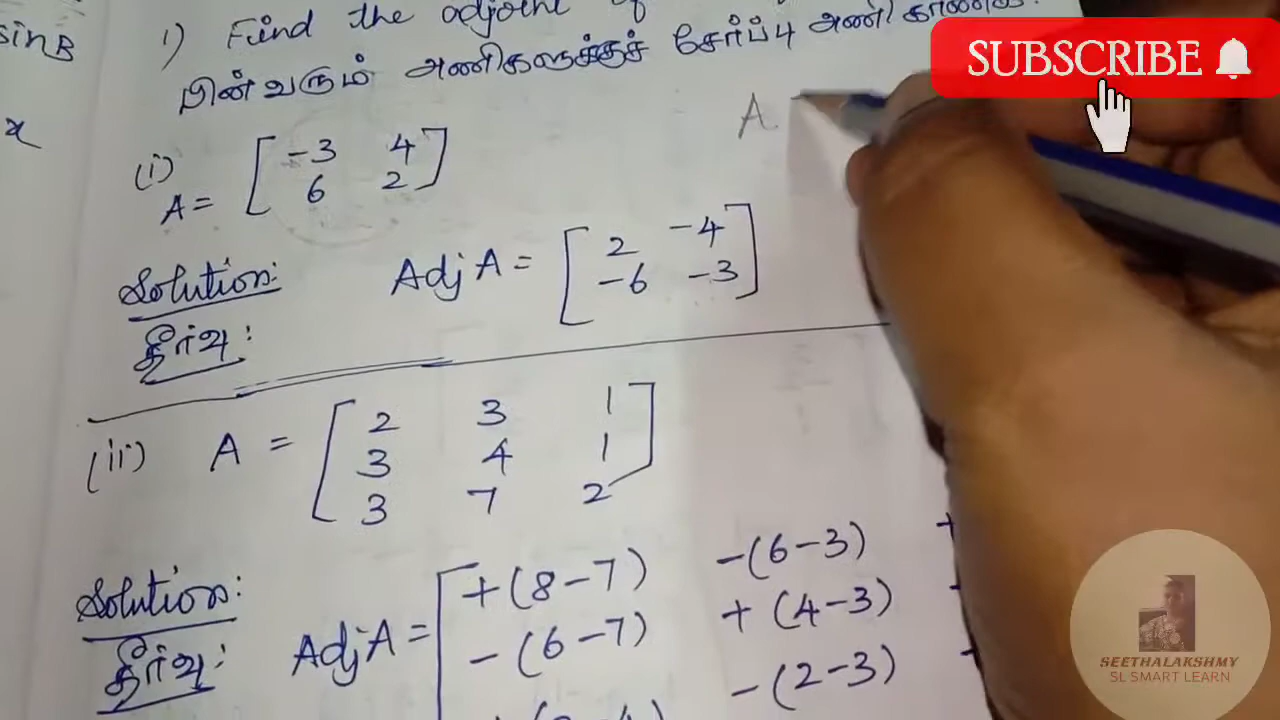 1) Find the adjoint of
பின்வரும் அணிகளுக்குச் சேர்ப்பு அணி காண்க:
SUBSCRIBE
sinB
x
A
(i) A = [ -3 4
6 2 ]
Solution: Adj A = [ 2 -4
-6 -3 ]
தீர்வு:
(ii) A = [ 2 3 1
3 4 1
3 7 2 ]
Solution:
தீர்வு:
Adj A = [ +(8-7) -(6-3) +
-(6-7) +(4-3) -
-(2-3)
SEETHALAKSHMY
SL SMART LEARN